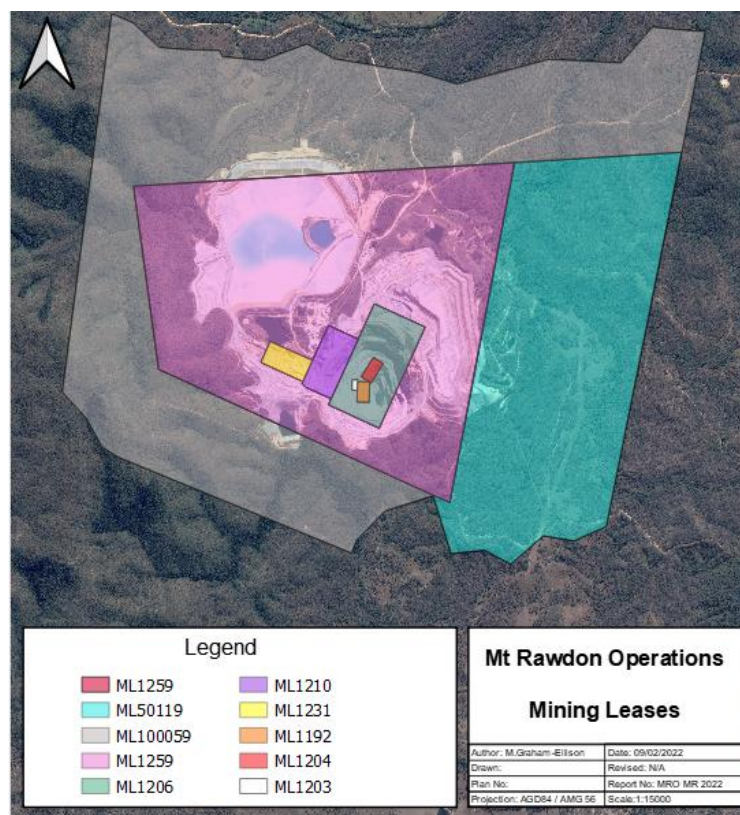 Legend
ML1259 ML1210
ML50119 ML1231
ML100059 ML1192
ML1259 ML1204
ML1206 ML1203
Mt Rawdon Operations
Mining Leases
Author: M.Graham-Ellison Date: 09/02/2022
Drawn: Revised: N/A
Plan No: Report No: MRO MR 2022
Projection: AGD84 / AMG 56 Scale:1:15000